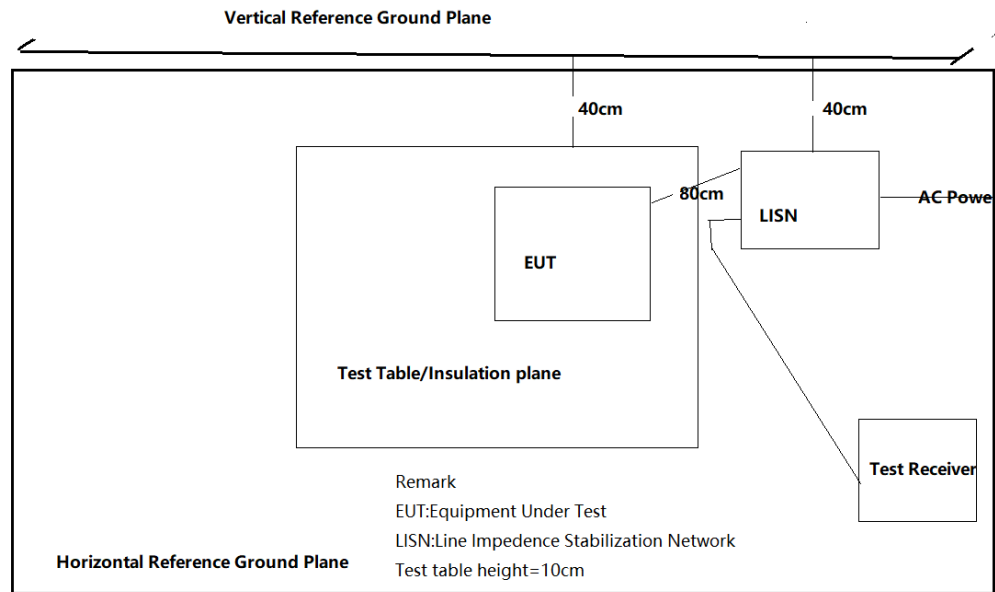 Vertical Reference Ground Plane
40cm
40cm
80cm
AC Powe
LISN
EUT
Test Table/Insulation plane
Test Receiver
Remark
EUT:Equipment Under Test
LISN:Line Impedence Stabilization Network
Horizontal Reference Ground Plane
Test table height=10cm